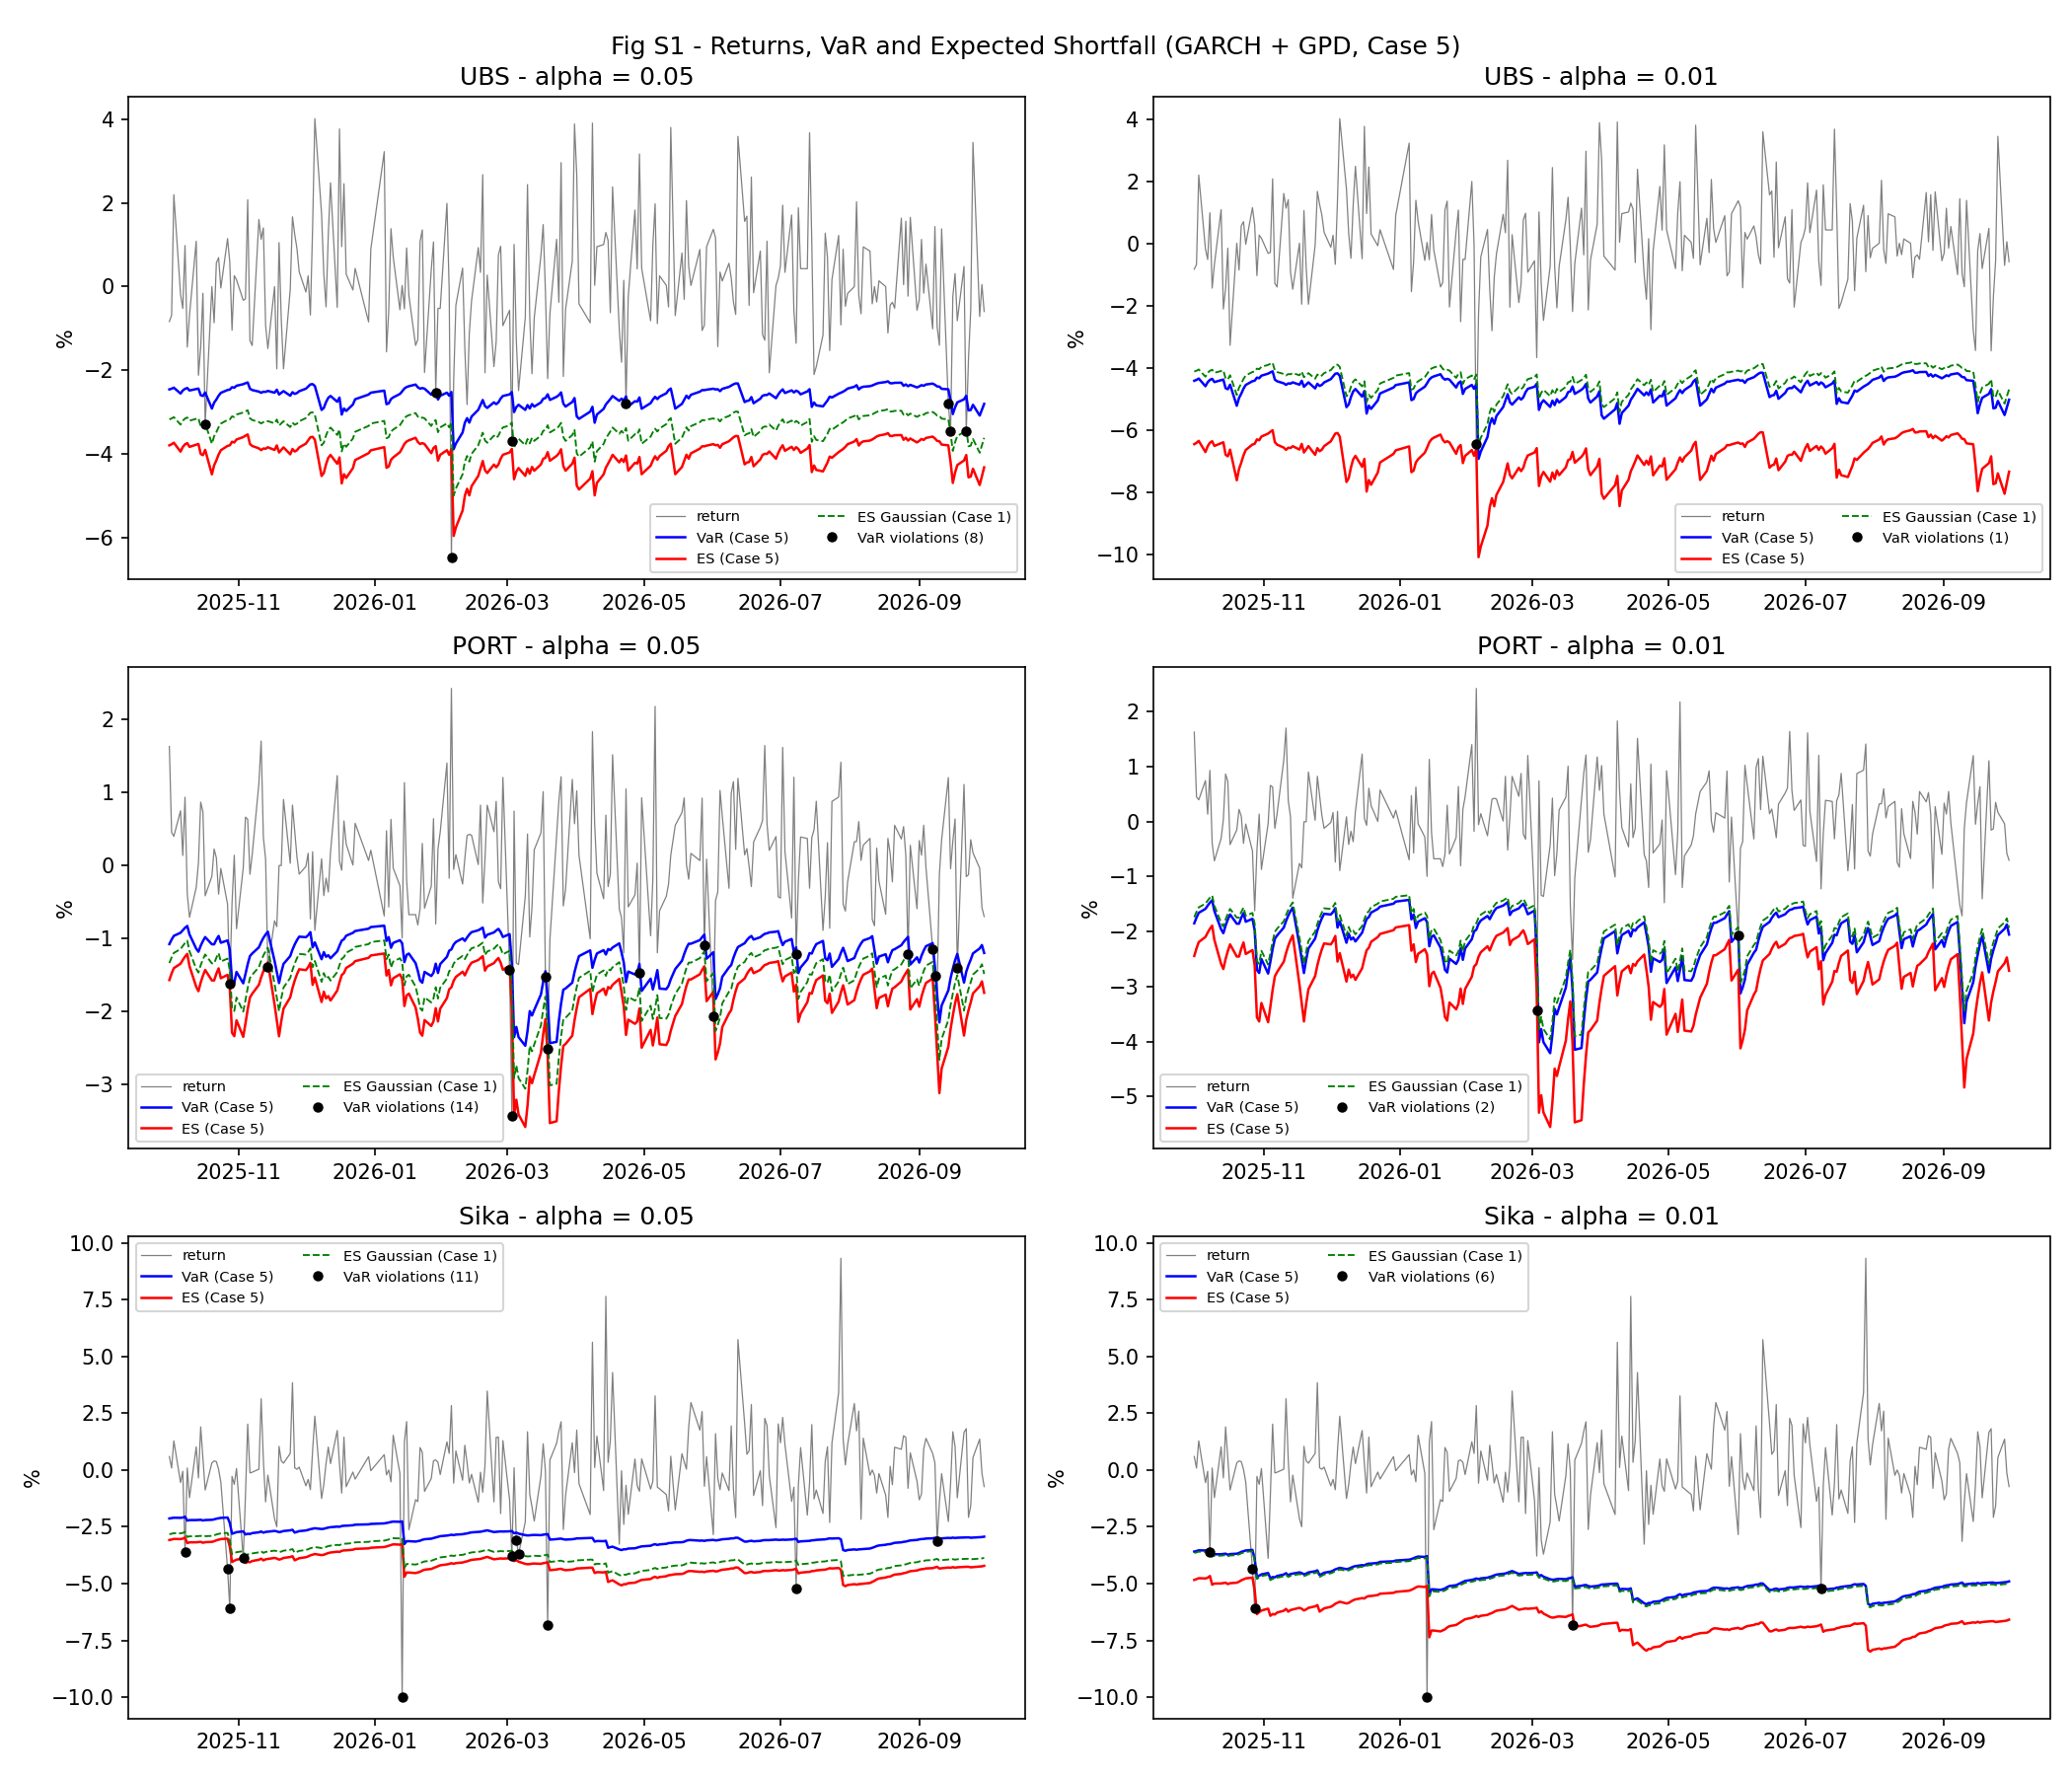 Fig S1 - Returns, VaR and Expected Shortfall (GARCH + GPD, Case 5)
UBS - alpha = 0.05
4
2
0
−2
−4
−6
%
return
VaR (Case 5)
ES (Case 5)
ES Gaussian (Case 1)
VaR violations (8)
2025-11 2026-01 2026-03 2026-05 2026-07 2026-09
UBS - alpha = 0.01
4
2
0
−2
−4
−6
−8
−10
%
return
VaR (Case 5)
ES (Case 5)
ES Gaussian (Case 1)
VaR violations (1)
2025-11 2026-01 2026-03 2026-05 2026-07 2026-09
PORT - alpha = 0.05
2
1
0
−1
−2
−3
%
return
VaR (Case 5)
ES (Case 5)
ES Gaussian (Case 1)
VaR violations (14)
2025-11 2026-01 2026-03 2026-05 2026-07 2026-09
PORT - alpha = 0.01
2
1
0
−1
−2
−3
−4
−5
%
return
VaR (Case 5)
ES (Case 5)
ES Gaussian (Case 1)
VaR violations (2)
2025-11 2026-01 2026-03 2026-05 2026-07 2026-09
Sika - alpha = 0.05
10.0
7.5
5.0
2.5
0.0
−2.5
−5.0
−7.5
−10.0
%
return
VaR (Case 5)
ES (Case 5)
ES Gaussian (Case 1)
VaR violations (11)
2025-11 2026-01 2026-03 2026-05 2026-07 2026-09
Sika - alpha = 0.01
10.0
7.5
5.0
2.5
0.0
−2.5
−5.0
−7.5
−10.0
%
return
VaR (Case 5)
ES (Case 5)
ES Gaussian (Case 1)
VaR violations (6)
2025-11 2026-01 2026-03 2026-05 2026-07 2026-09